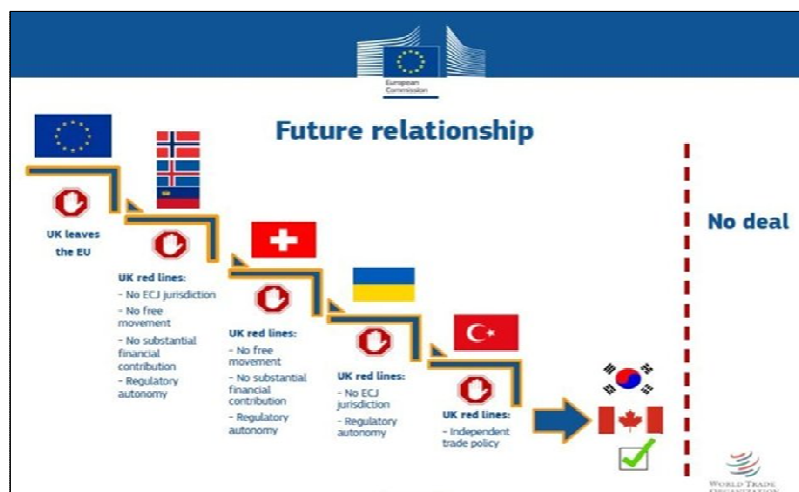 European
Commission
Future relationship
UK leaves
the EU
UK red lines:
- No ECJ jurisdiction
- No free
movement
- No substantial
financial
contribution
- Regulatory
autonomy
UK red lines:
- No free
movement
- No substantial
financial
contribution
- Regulatory
autonomy
UK red lines:
- No ECJ
jurisdiction
- Regulatory
autonomy
UK red lines:
- Independent
trade policy
No deal
WORLD TRADE
ORGANIZATION